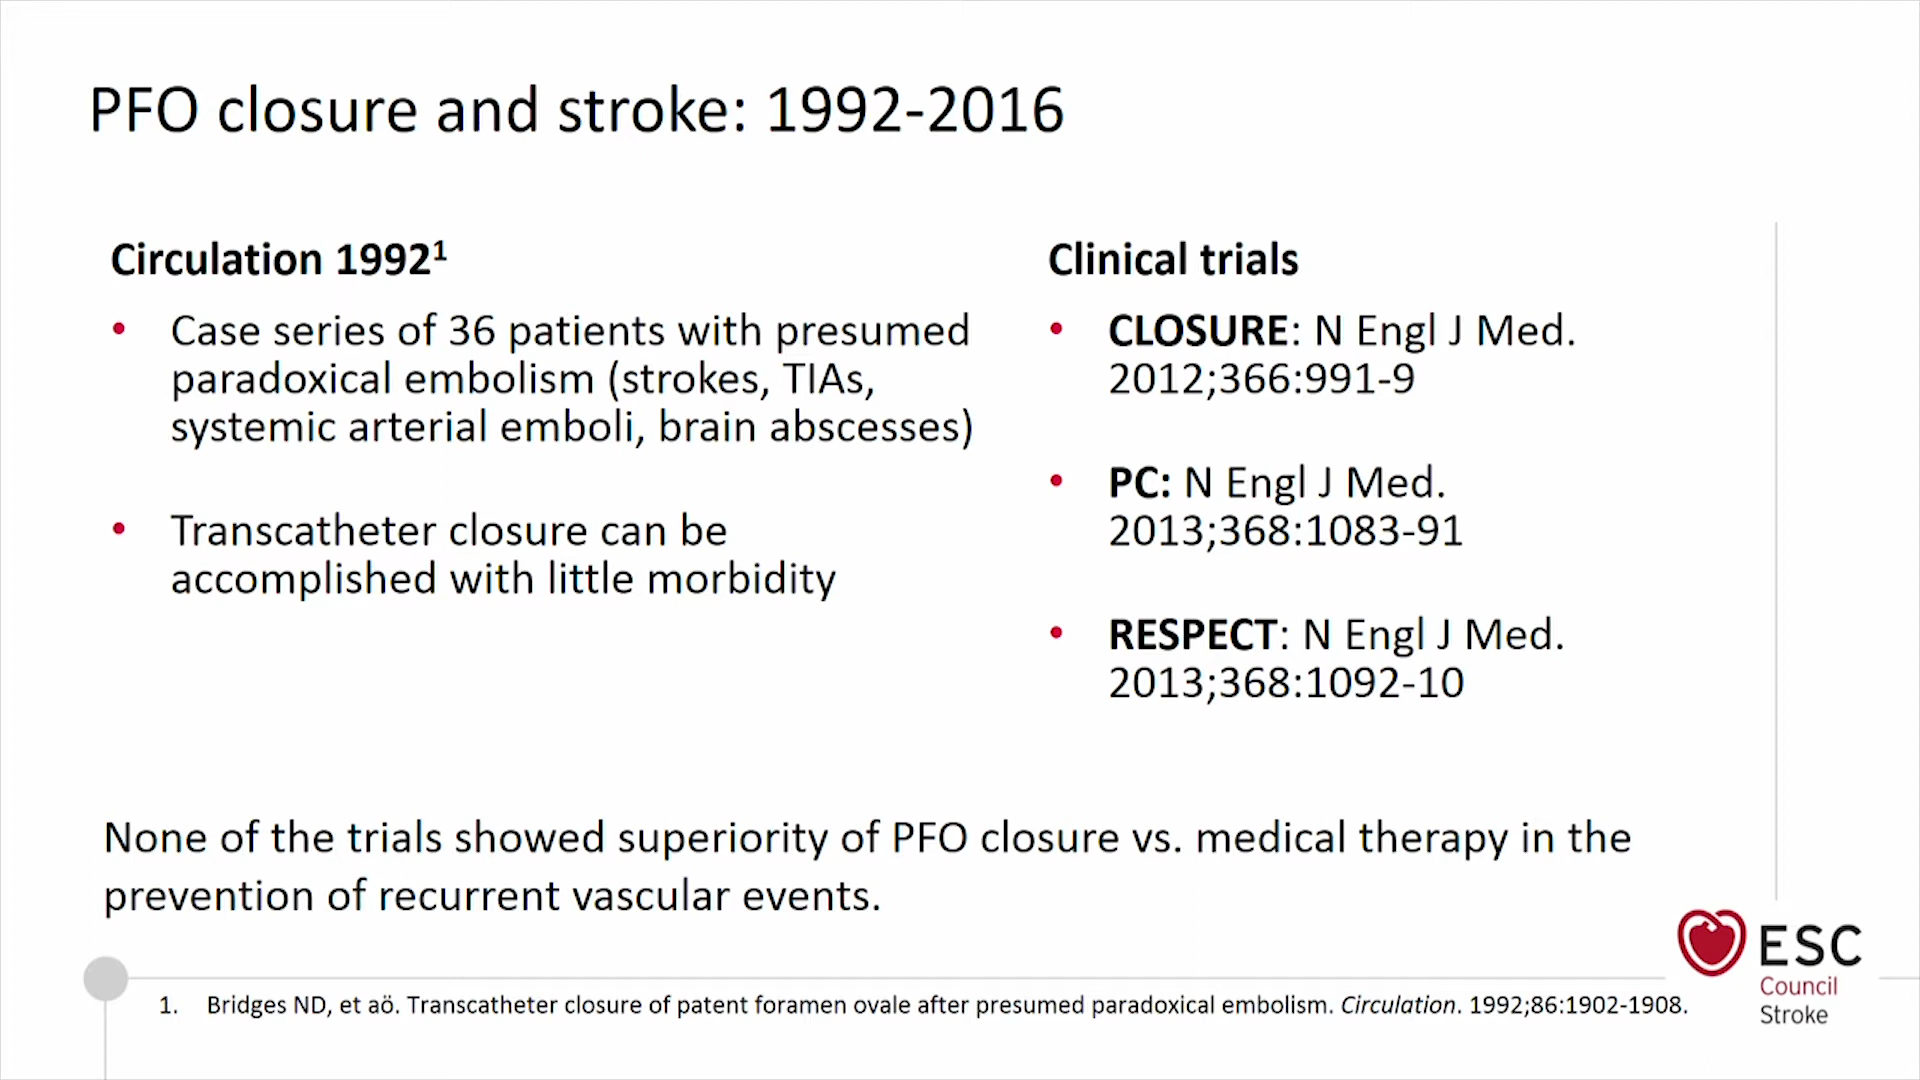 PFO closure and stroke: 1992-2016
Circulation 1992¹
• Case series of 36 patients with presumed
paradoxical embolism (strokes, TIAs,
systemic arterial emboli, brain abscesses)
• Transcatheter closure can be
accomplished with little morbidity
Clinical trials
• CLOSURE: N Engl J Med.
2012;366:991-9
• PC: N Engl J Med.
2013;368:1083-91
• RESPECT: N Engl J Med.
2013;368:1092-10
None of the trials showed superiority of PFO closure vs. medical therapy in the
prevention of recurrent vascular events.
1. Bridges ND, et aö. Transcatheter closure of patent foramen ovale after presumed paradoxical embolism. Circulation. 1992;86:1902-1908.
ESC
Council
Stroke